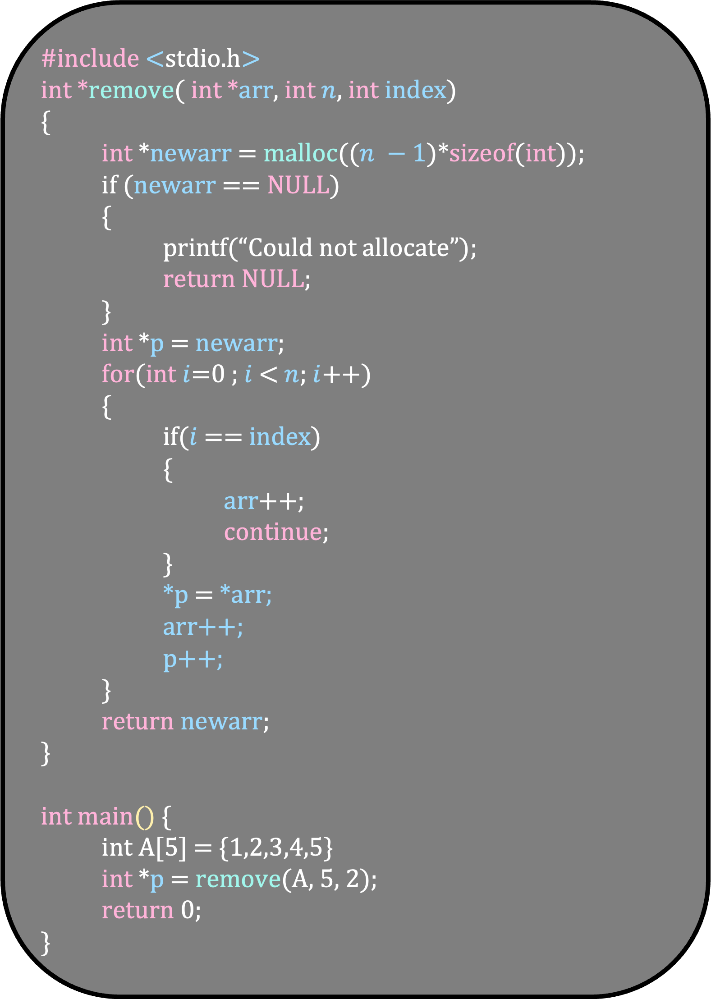 #include <stdio.h>
int *remove( int *arr, int n, int index)
{
int *newarr = malloc((n − 1)*sizeof(int));
if (newarr == NULL)
{
printf(“Could not allocate”);
return NULL;
}
int *p = newarr;
for(int i=0 ; i < n; i++)
{
if(i == index)
{
arr++;
continue;
}
*p = *arr;
arr++;
p++;
}
return newarr;
}
int main() {
int A[5] = {1,2,3,4,5}
int *p = remove(A, 5, 2);
return 0;
}